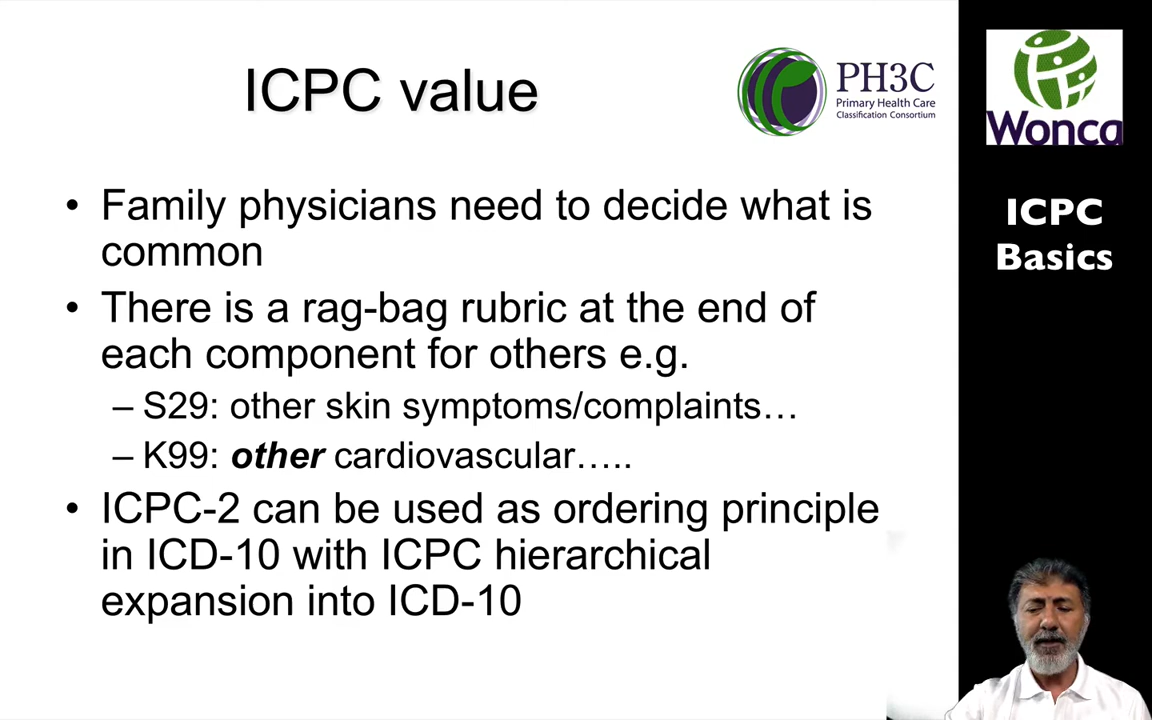 ICPC value
PH3C
Primary Health Care
Classification Consortium
Wonca
ICPC
Basics
• Family physicians need to decide what is
common
• There is a rag-bag rubric at the end of
each component for others e.g.
– S29: other skin symptoms/complaints…
– K99: other cardiovascular…..
• ICPC-2 can be used as ordering principle
in ICD-10 with ICPC hierarchical
expansion into ICD-10